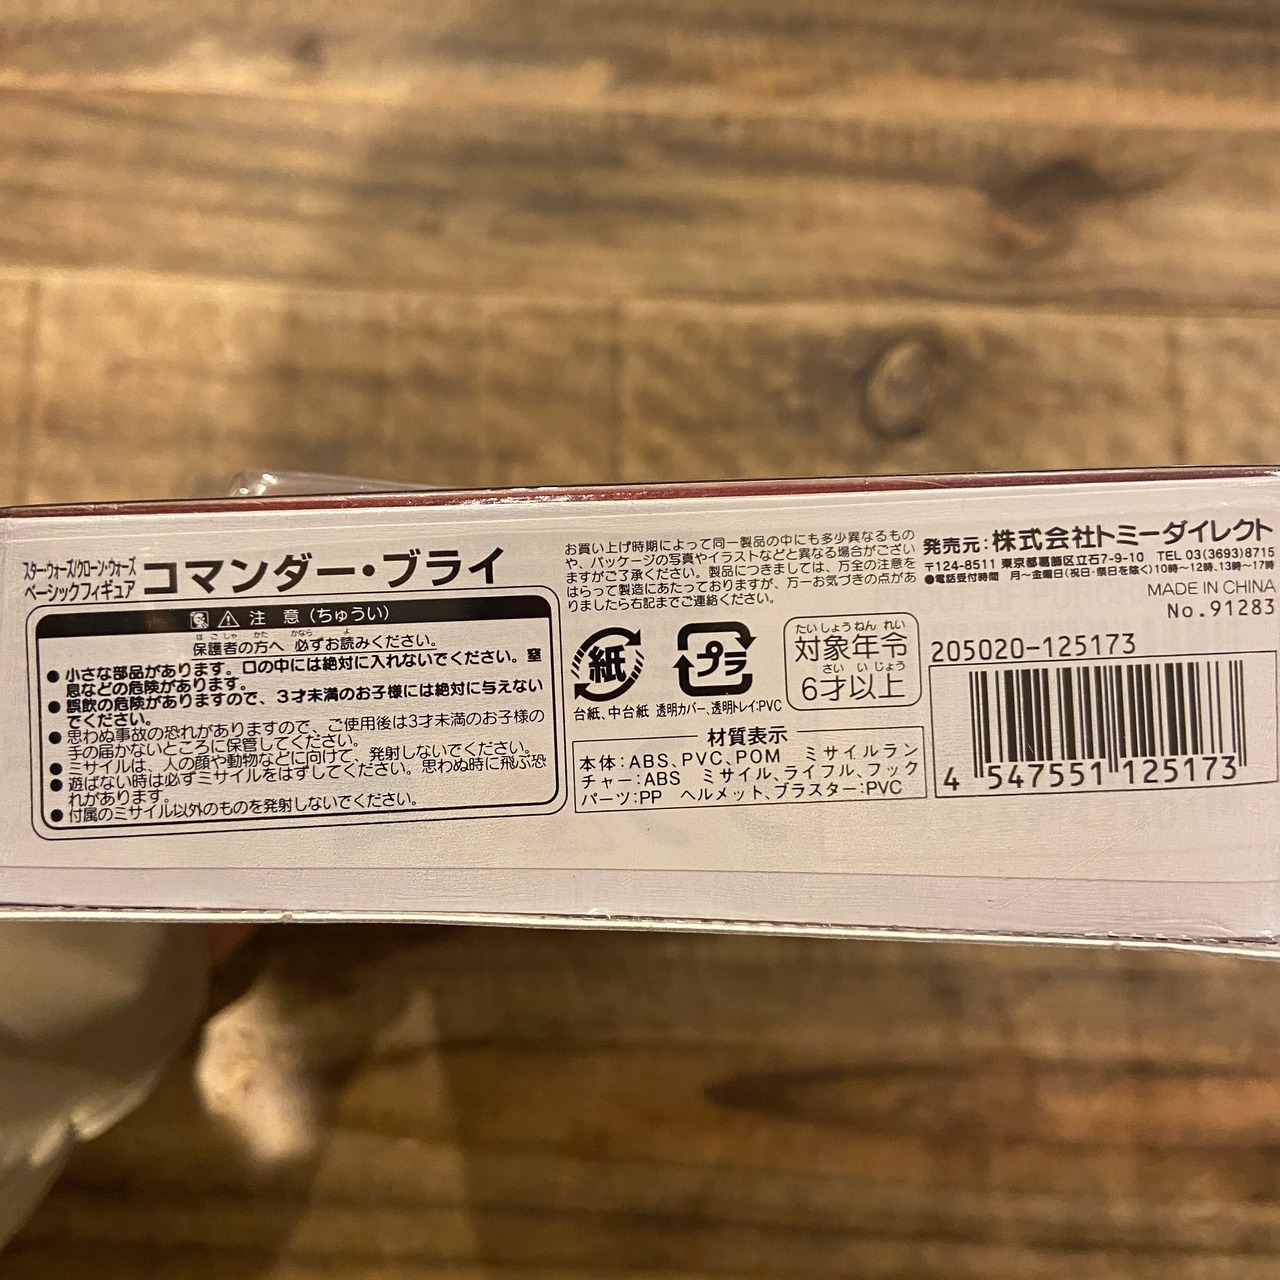 スター・ウォーズ/クローン・ウォーズ
ベーシックフィギュア
コマンダー・ブライ
注 意 (ちゅうい)
ほごしゃ かた かなら よ
保護者の方へ 必ずお読みください。
●小さな部品があります。口の中には絶対に入れないでください。窒
息などの危険があります。
●誤飲の危険がありますので、3才未満のお子様には絶対に与えない
でください。
●思わぬ事故の恐れがありますので、ご使用後は3才未満のお子様の
手の届かないところに保管してください。
●ミサイルは、人の顔や動物などに向けて、発射しないでください。
●遊ばない時は必ずミサイルをはずしてください。思わぬ時に飛ぶ恐
れがあります。
●付属のミサイル以外のものを発射しないでください。
お買い上げ時期によって同一製品の中にも多少異なるもの
や、パッケージの写真やイラストなどと異なる場合がござい
ますがご了承ください。製品につきましては、万全の注意を
はらって製造にあたっておりますが、万一お気づきの点があ
りましたら右記までご連絡ください。
紙
プラ
台紙、中台紙 透明カバー、透明トレイ:PVC
たいしょうねんれい
対象年令
さいいじょう
6才以上
材質表示
本体:ABS、PVC、POM ミサイルラン
チャー:ABS ミサイル、ライフル、フック
パーツ:PP ヘルメット、ブラスター:PVC
発売元:株式会社トミーダイレクト
〒124-8511 東京都葛飾区立石7-9-10 TEL 03(3693)8715
●電話受付時間 月〜金曜日(祝日・祭日を除く)10時〜12時、13時〜17時
MADE IN CHINA
No.91283
205020-125173
4 547551 125173